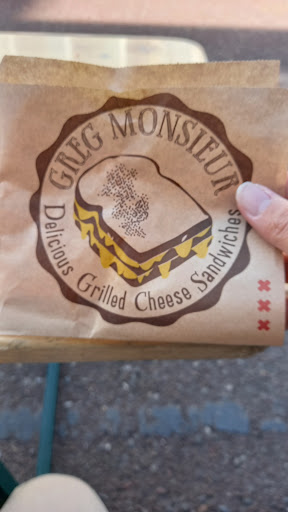 GREG MONSIEUR
Delicious Grilled Cheese Sandwiches